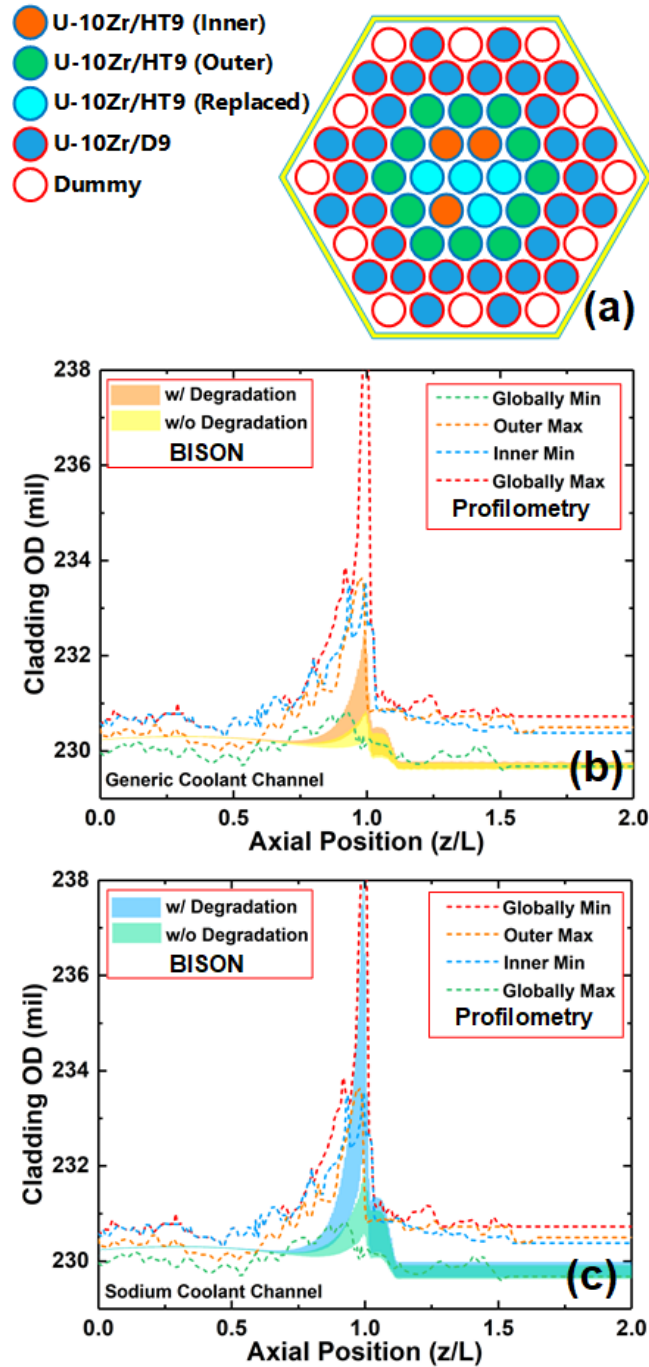 U-10Zr/HT9 (Inner)
U-10Zr/HT9 (Outer)
U-10Zr/HT9 (Replaced)
U-10Zr/D9
Dummy
(a)
238
236
234
232
230
Cladding OD (mil)
w/ Degradation
w/o Degradation
BISON
Globally Min
Outer Max
Inner Min
Globally Max
Profilometry
Generic Coolant Channel
(b)
0.0 0.5 1.0 1.5 2.0
Axial Position (z/L)
238
236
234
232
230
Cladding OD (mil)
w/ Degradation
w/o Degradation
BISON
Globally Min
Outer Max
Inner Min
Globally Max
Profilometry
Sodium Coolant Channel
(c)
0.0 0.5 1.0 1.5 2.0
Axial Position (z/L)